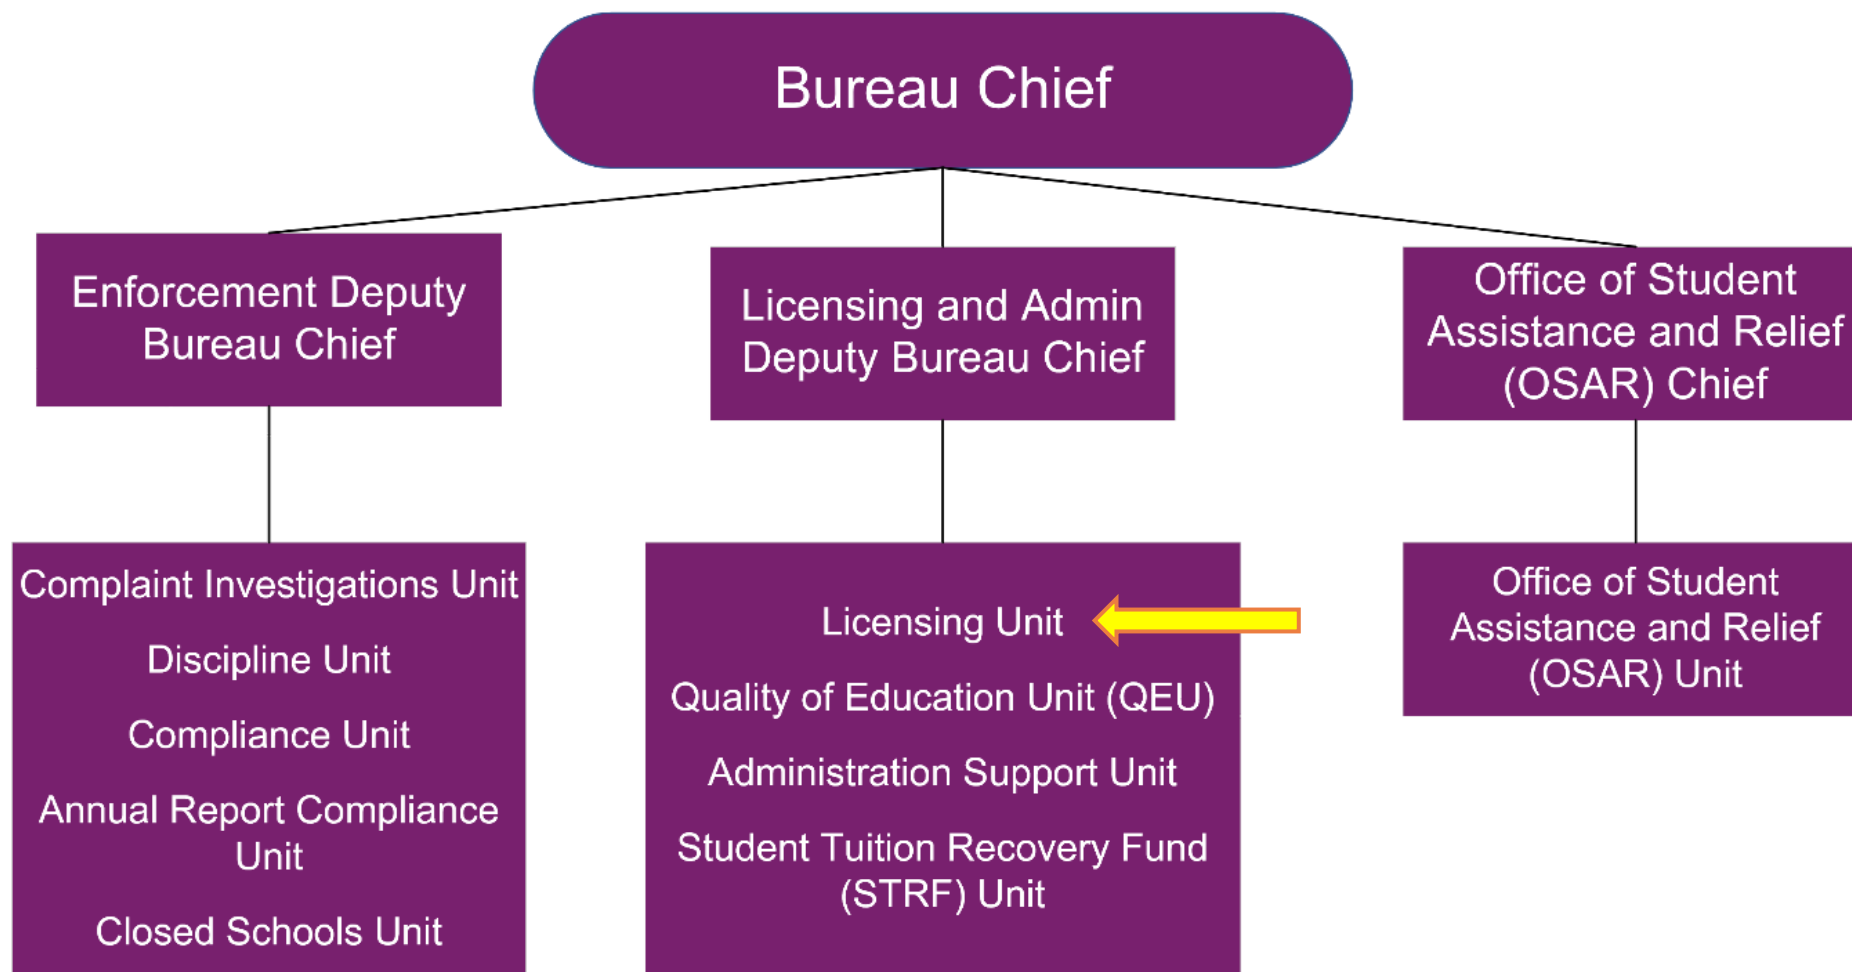 Bureau Chief
Enforcement Deputy
Bureau Chief
Licensing and Admin
Deputy Bureau Chief
Office of Student
Assistance and Relief
(OSAR) Chief
Complaint Investigations Unit
Discipline Unit
Compliance Unit
Annual Report Compliance
Unit
Closed Schools Unit
Licensing Unit
Quality of Education Unit (QEU)
Administration Support Unit
Student Tuition Recovery Fund
(STRF) Unit
Office of Student
Assistance and Relief
(OSAR) Unit